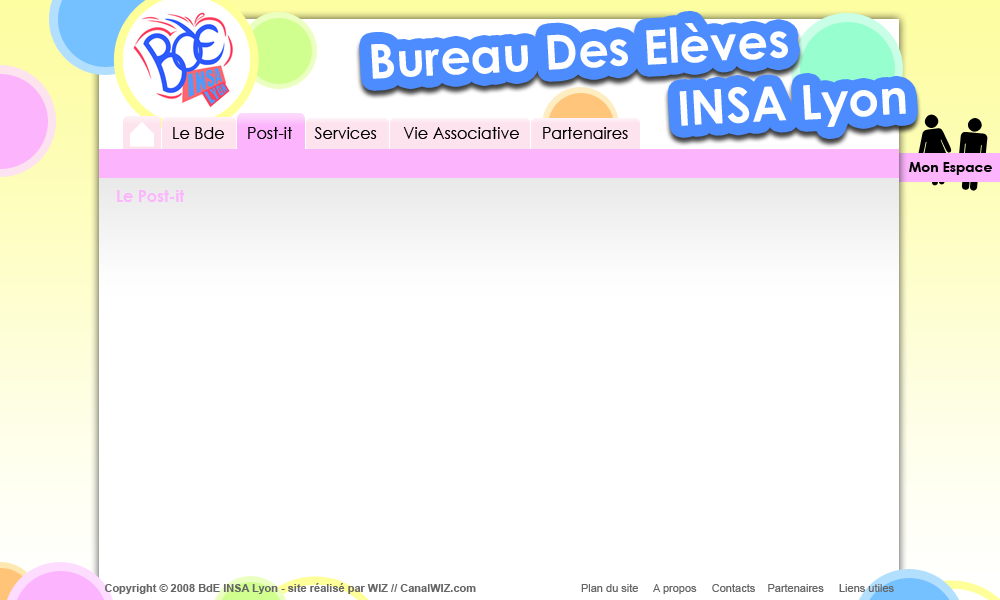 BdE
INSA
LYON
Bureau Des Elèves
INSA Lyon
Le Bde Post-it Services Vie Associative Partenaires
Mon Espace
Le Post-it
Copyright © 2008 BdE INSA Lyon - site réalisé par WIZ // CanalWIZ.com
Plan du site A propos Contacts Partenaires Liens utiles